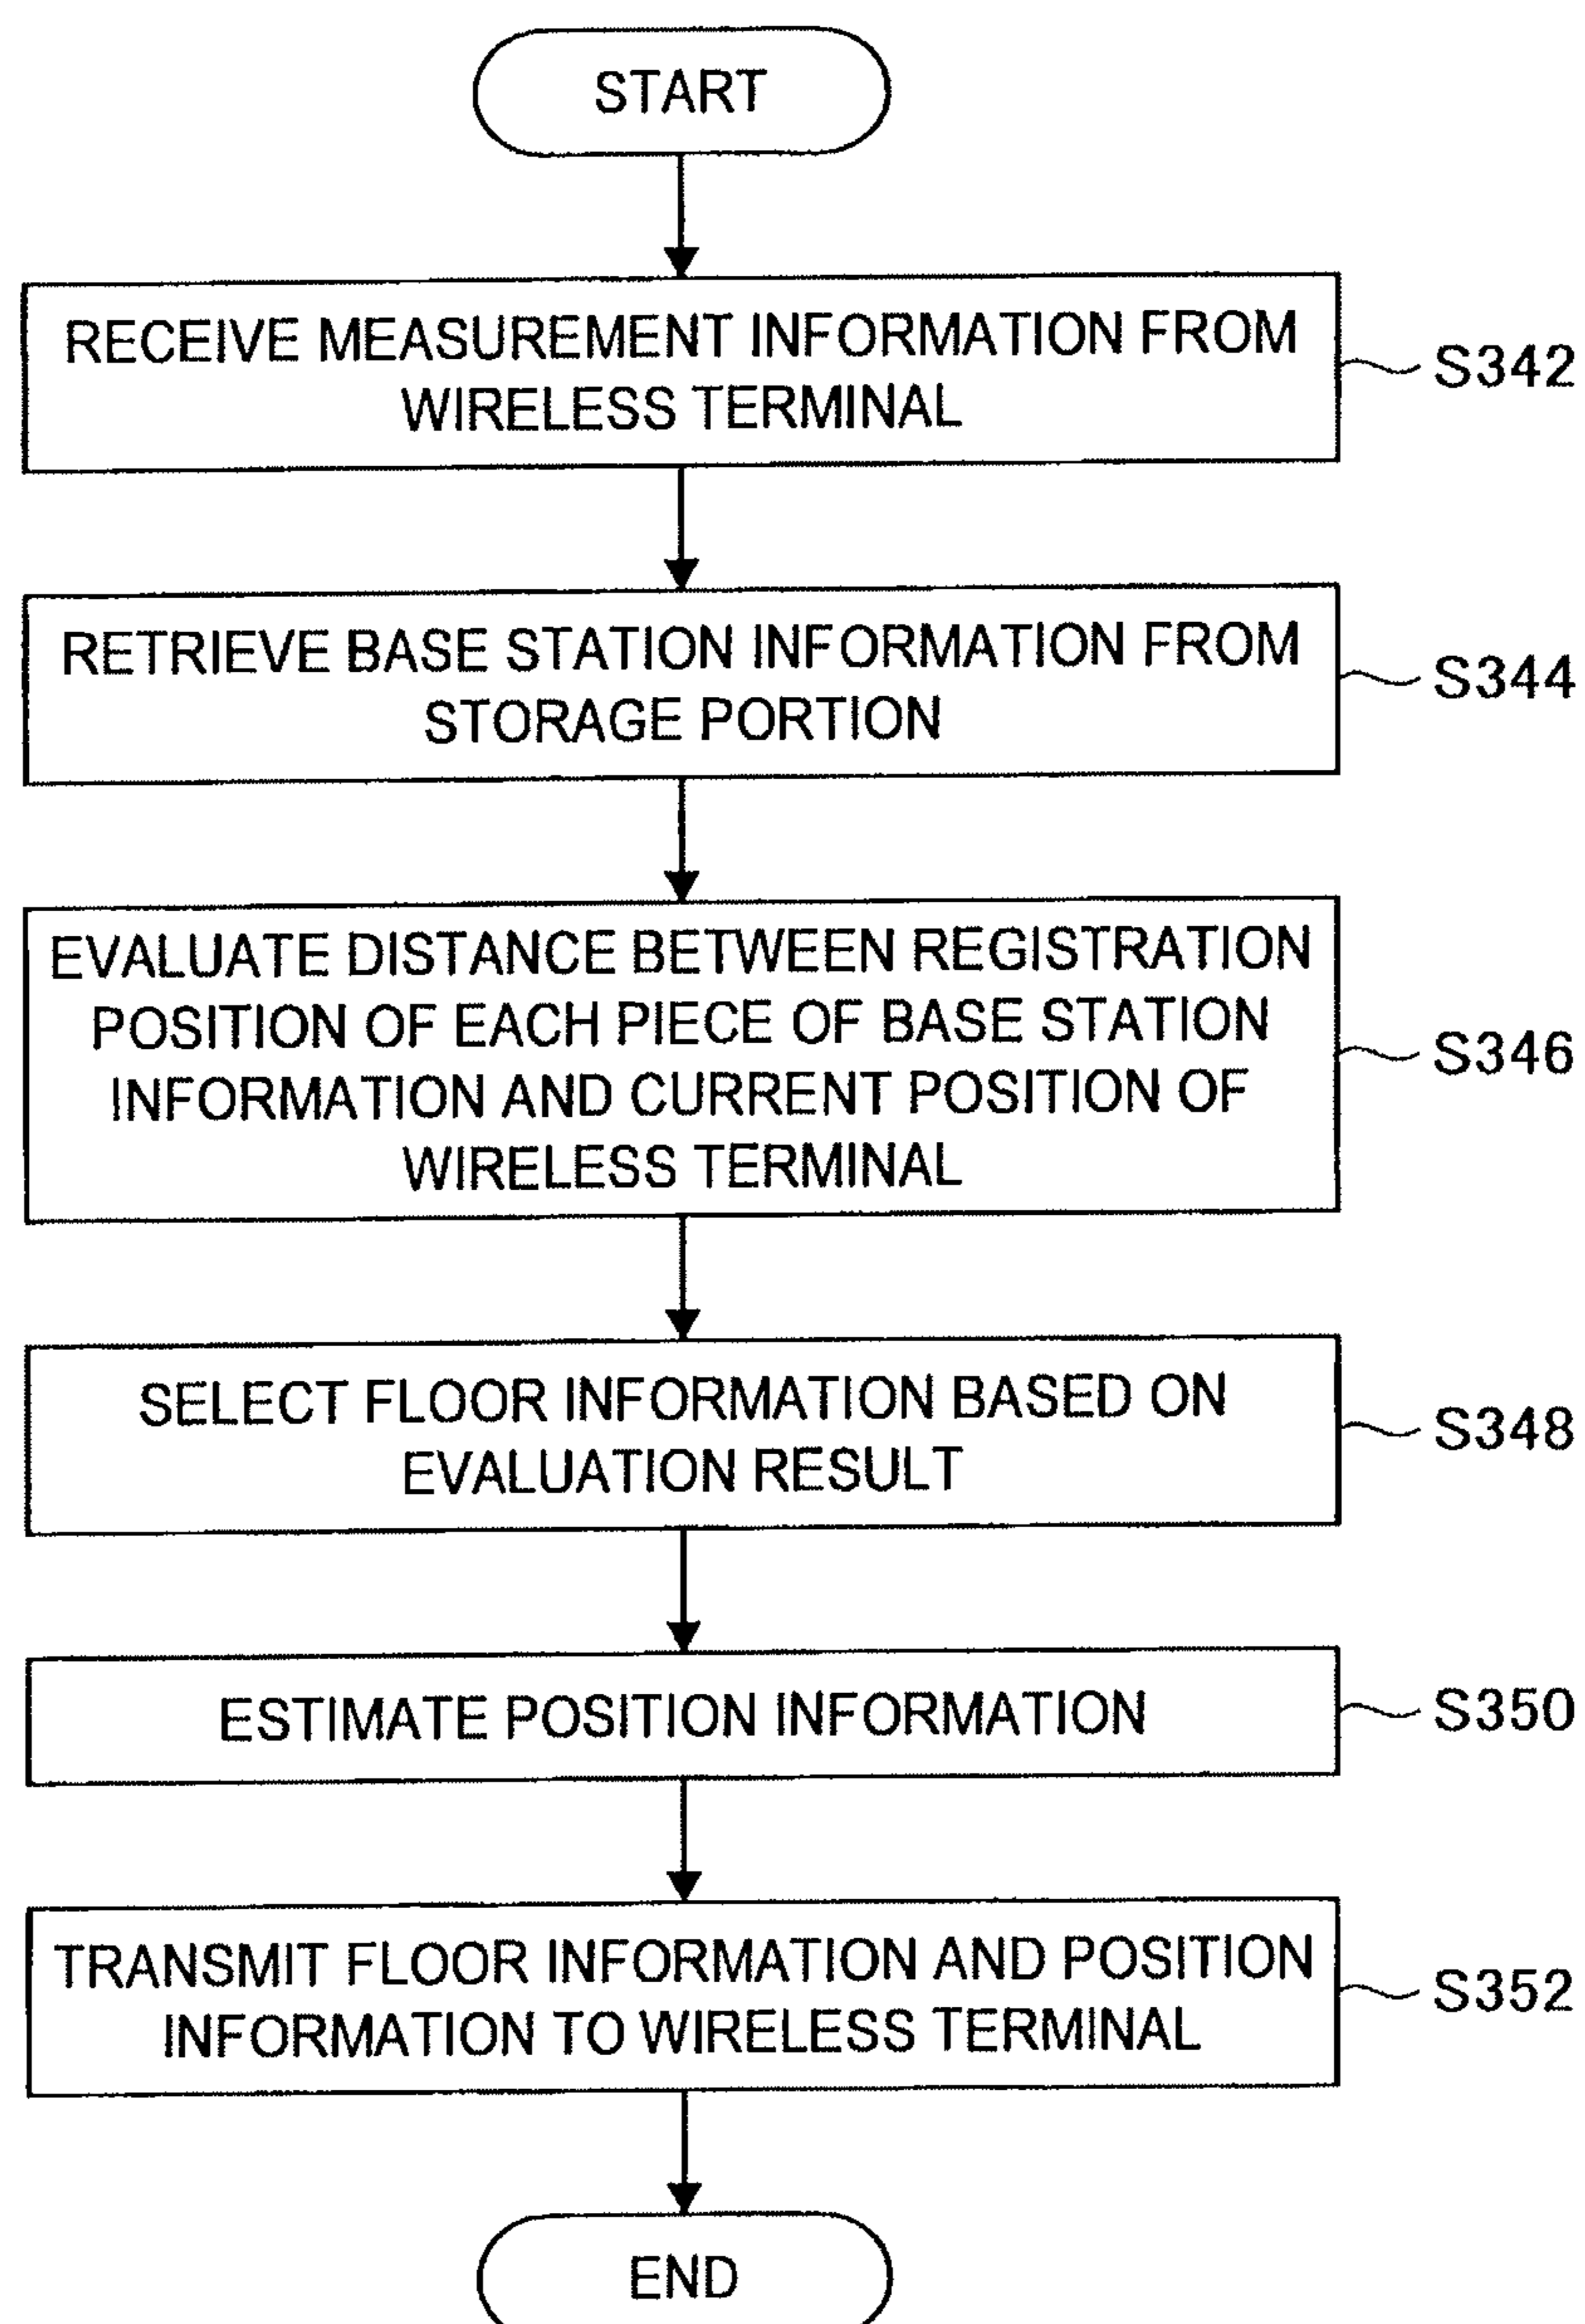 START
RECEIVE MEASUREMENT INFORMATION FROM
WIRELESS TERMINAL
S342
RETRIEVE BASE STATION INFORMATION FROM
STORAGE PORTION
S344
EVALUATE DISTANCE BETWEEN REGISTRATION
POSITION OF EACH PIECE OF BASE STATION
INFORMATION AND CURRENT POSITION OF
WIRELESS TERMINAL
S346
SELECT FLOOR INFORMATION BASED ON
EVALUATION RESULT
S348
ESTIMATE POSITION INFORMATION
S350
TRANSMIT FLOOR INFORMATION AND POSITION
INFORMATION TO WIRELESS TERMINAL
S352
END